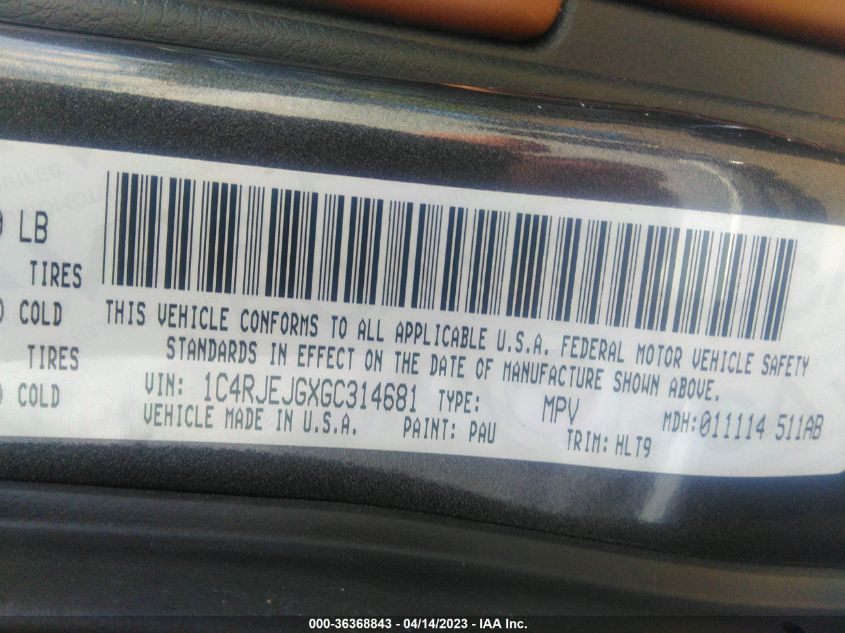 LB
TIRES
COLD
TIRES
COLD
THIS VEHICLE CONFORMS TO ALL APPLICABLE U.S.A. FEDERAL MOTOR VEHICLE SAFETY
STANDARDS IN EFFECT ON THE DATE OF MANUFACTURE SHOWN ABOVE.
VIN: 1C4RJEJGXGC314681 TYPE: MPV MDH:011114 511AB
VEHICLE MADE IN U.S.A. PAINT: PAU TRIM: HLT9
000-36368843 / 04/14/2023 - IAA Inc.